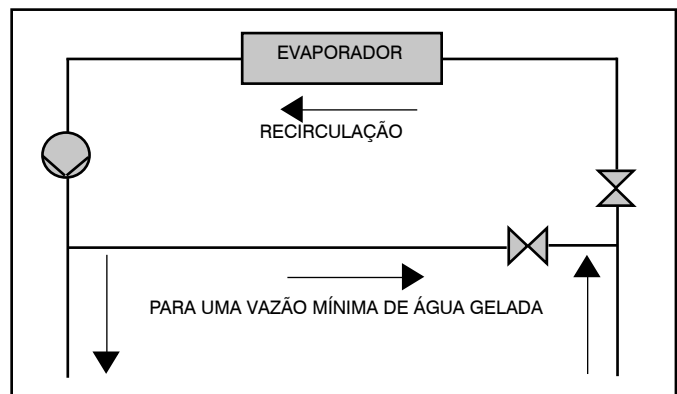 EVAPORADOR
RECIRCULAÇÃO
PARA UMA VAZÃO MÍNIMA DE ÁGUA GELADA